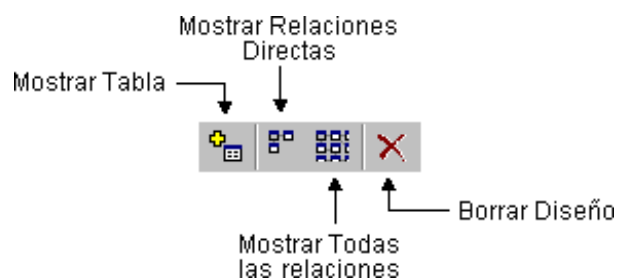 Mostrar Relaciones
Directas
Mostrar Tabla
Borrar Diseño
Mostrar Todas
las relaciones